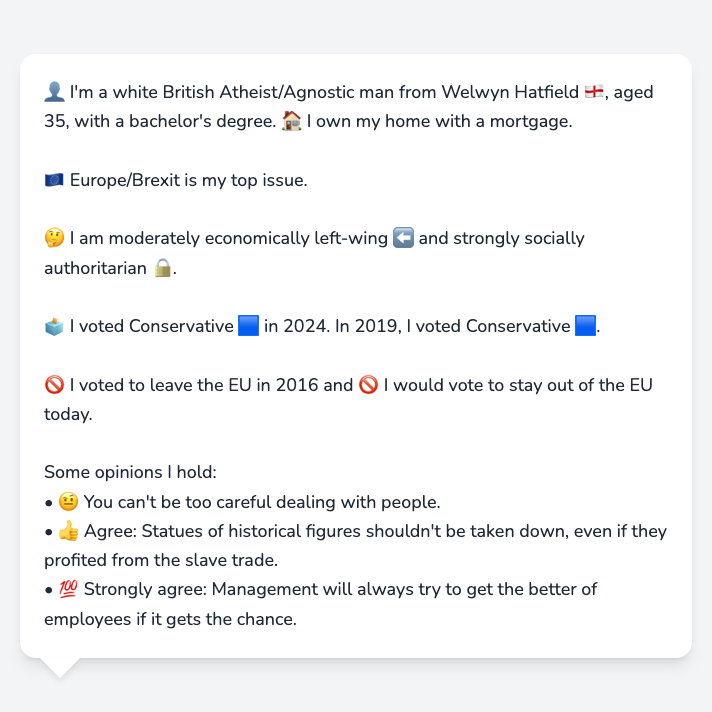 👤 I'm a white British Atheist/Agnostic man from Welwyn Hatfield 🏴󠁧󠁢󠁥󠁮󠁧󠁿, aged
35, with a bachelor's degree. 🏠 I own my home with a mortgage.
🇪🇺 Europe/Brexit is my top issue.
🤔 I am moderately economically left-wing ⬅️ and strongly socially
authoritarian 🔒.
🗳️ I voted Conservative 🟦 in 2024. In 2019, I voted Conservative 🟦.
🚫 I voted to leave the EU in 2016 and 🚫 I would vote to stay out of the EU
today.
Some opinions I hold:
• 🤨 You can't be too careful dealing with people.
• 👍 Agree: Statues of historical figures shouldn't be taken down, even if they
profited from the slave trade.
• 💯 Strongly agree: Management will always try to get the better of
employees if it gets the chance.